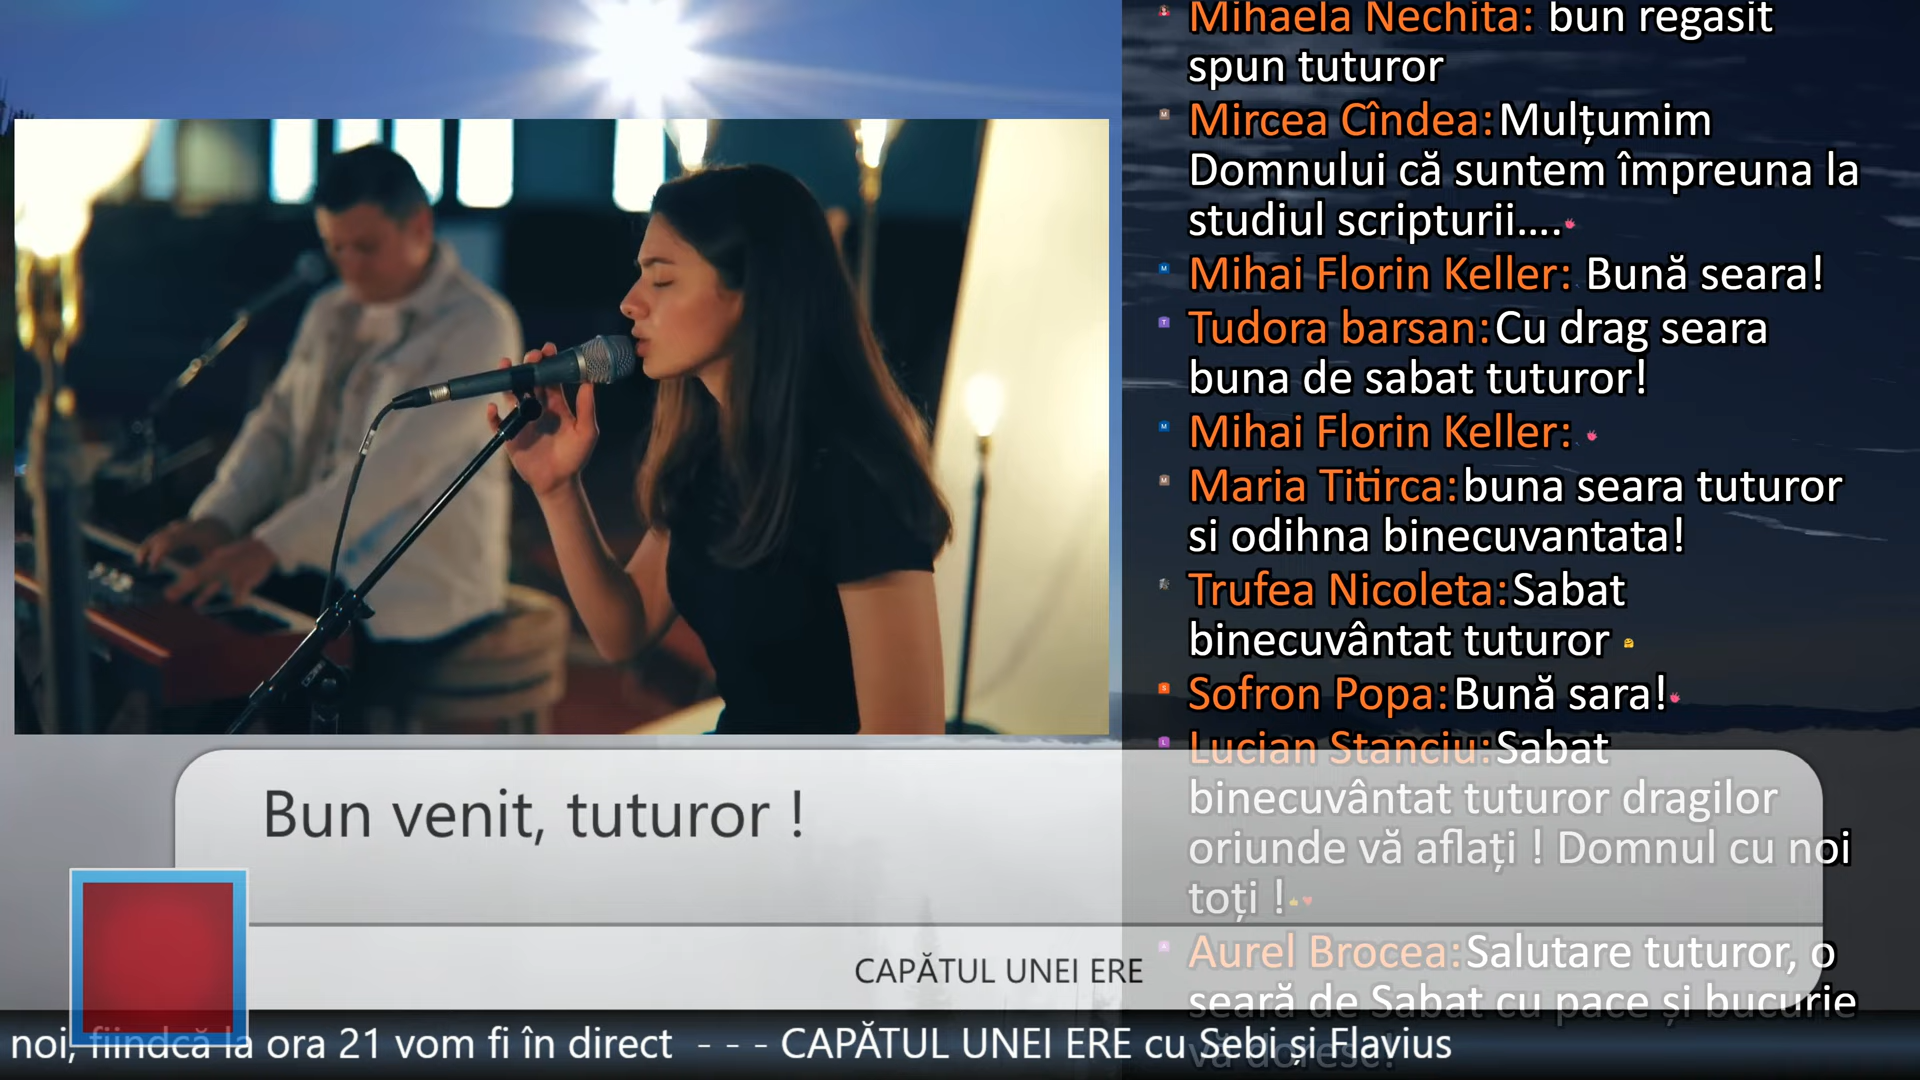 Mihaela Nechita: bun regasit
spun tuturor
Mircea Cîndea: Mulțumim
Domnului că suntem împreuna la
studiul scripturii....
Mihai Florin Keller: Bună seara!
Tudora barsan: Cu drag seara
buna de sabat tuturor!
Mihai Florin Keller:
Maria Titirca: buna seara tuturor
si odihna binecuvantata!
Trufea Nicoleta: Sabat
binecuvântat tuturor
Sofron Popa: Bună sara!
Lucian Stanciu: Sabat
binecuvântat tuturor dragilor
oriunde vă aflați ! Domnul cu noi
toți !
Aurel Brocea: Salutare tuturor, o
seară de Sabat cu pace și bucurie
vă doresc!
Bun venit, tuturor !
CAPĂTUL UNEI ERE
noi, fiindcă la ora 21 vom fi în direct - - - CAPĂTUL UNEI ERE cu Sebi și Flavius